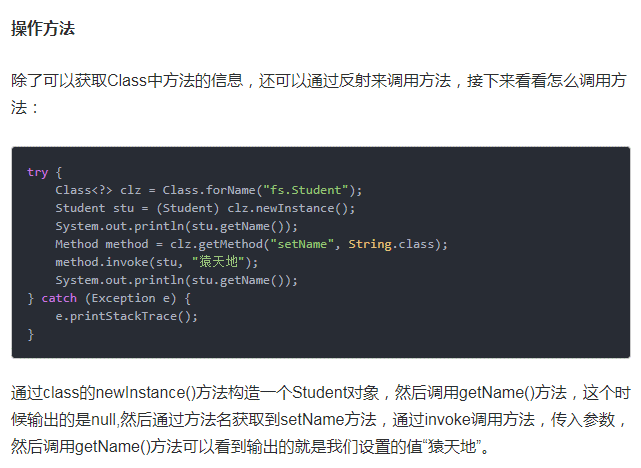 操作方法
除了可以获取Class中方法的信息，还可以通过反射来调用方法，接下来看看怎么调用方
法：
try {
    Class<?> clz = Class.forName("fs.Student");
    Student stu = (Student) clz.newInstance();
    System.out.println(stu.getName());
    Method method = clz.getMethod("setName", String.class);
    method.invoke(stu, "猿天地");
    System.out.println(stu.getName());
} catch (Exception e) {
    e.printStackTrace();
}
通过class的newInstance()方法构造一个Student对象，然后调用getName()方法，这个时
候输出的是null,然后通过方法名获取到setName方法，通过invoke调用方法，传入参数，
然后调用getName()方法可以看到输出的就是我们设置的值“猿天地”。